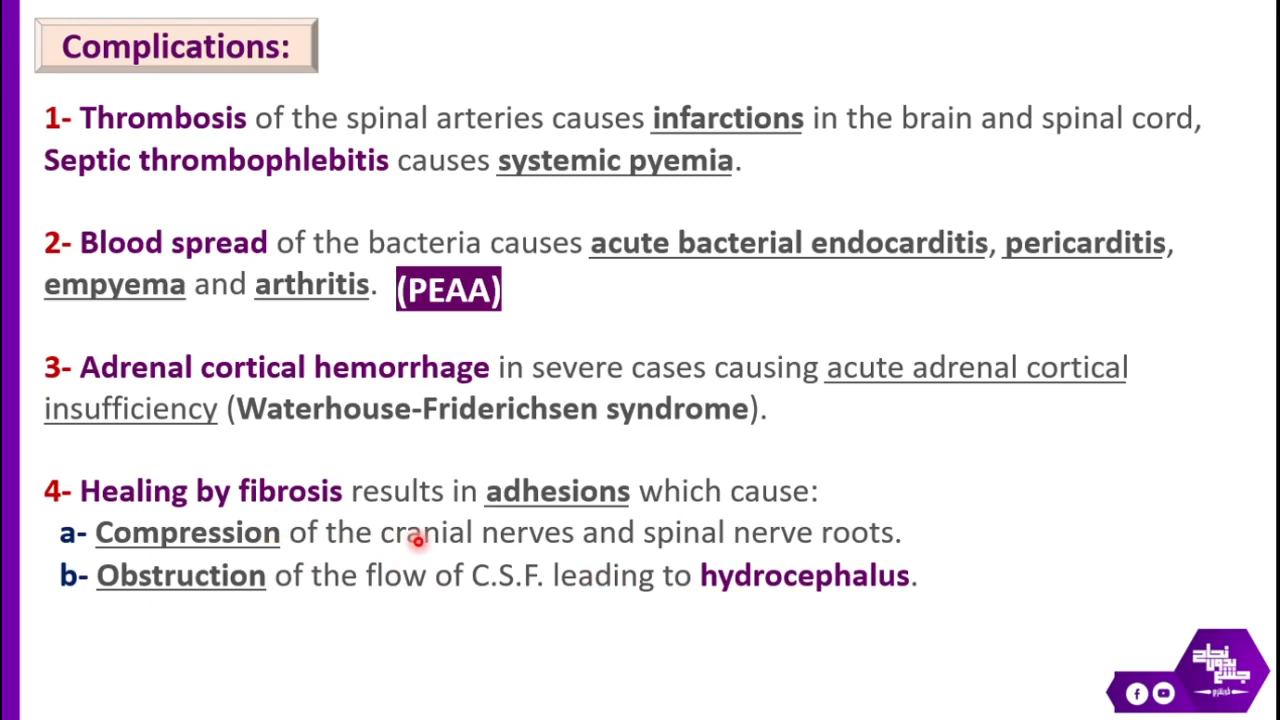 Complications:
1- Thrombosis of the spinal arteries causes infarctions in the brain and spinal cord,
Septic thrombophlebitis causes systemic pyemia.
2- Blood spread of the bacteria causes acute bacterial endocarditis, pericarditis,
empyema and arthritis. (PEAA)
3- Adrenal cortical hemorrhage in severe cases causing acute adrenal cortical
insufficiency (Waterhouse-Friderichsen syndrome).
4- Healing by fibrosis results in adhesions which cause:
a- Compression of the cranial nerves and spinal nerve roots.
b- Obstruction of the flow of C.S.F. leading to hydrocephalus.
نجاح
بدون
جشع